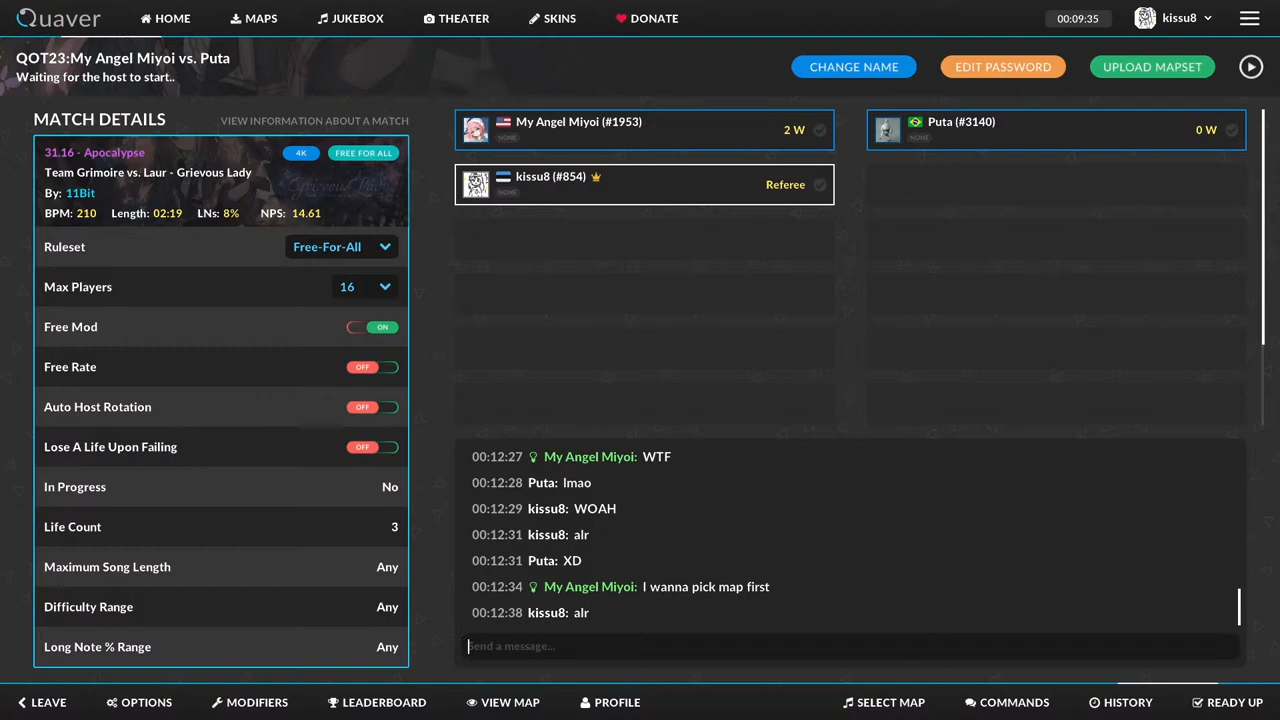 Quaver HOME MAPS JUKEBOX THEATER SKINS DONATE 00:09:35 kissu8
QOT23:My Angel Miyoi vs. Puta
Waiting for the host to start..
CHANGE NAME EDIT PASSWORD UPLOAD MAPSET
MATCH DETAILS VIEW INFORMATION ABOUT A MATCH
31.16 - Apocalypse 4K FREE FOR ALL
Team Grimoire vs. Laur - Grievous Lady
By: 11Bit
BPM: 210 Length: 02:19 LNs: 8% NPS: 14.61
Ruleset Free-For-All
Max Players 16
Free Mod ON
Free Rate OFF
Auto Host Rotation OFF
Lose A Life Upon Failing OFF
In Progress No
Life Count 3
Maximum Song Length Any
Difficulty Range Any
Long Note % Range Any
My Angel Miyoi (#1953) 2 W
NONE
Puta (#3140) 0 W
NONE
kissu8 (#854) Referee
NONE
00:12:27 My Angel Miyoi: WTF
00:12:28 Puta: lmao
00:12:29 kissu8: WOAH
00:12:31 kissu8: alr
00:12:31 Puta: XD
00:12:34 My Angel Miyoi: I wanna pick map first
00:12:38 kissu8: alr
Send a message...
LEAVE OPTIONS MODIFIERS LEADERBOARD VIEW MAP PROFILE SELECT MAP COMMANDS HISTORY READY UP